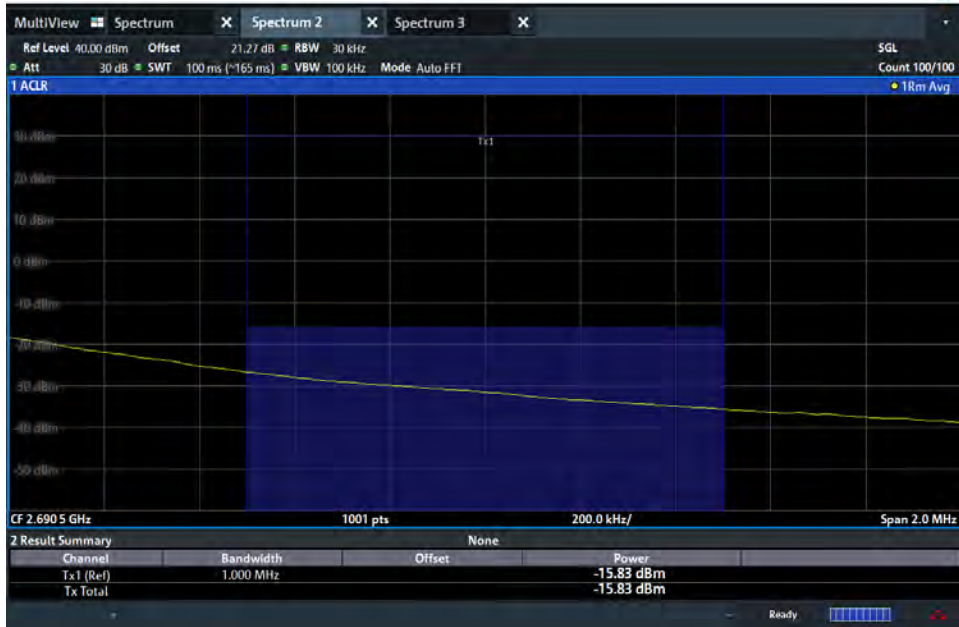 MultiView Spectrum X Spectrum 2 X Spectrum 3 X
Ref Level 40.00 dBm Offset 21.27 dB RBW 30 kHz SGL
Att 30 dB SWT 100 ms (~165 ms) VBW 100 kHz Mode Auto FFT Count 100/100
1 ACLR 1Rm Avg
30 dBm
Tx1
20 dBm
10 dBm
0 dBm
-10 dBm
-20 dBm
-30 dBm
-40 dBm
-50 dBm
CF 2.690 5 GHz 1001 pts 200.0 kHz/ Span 2.0 MHz
2 Result Summary None
Channel Bandwidth Offset Power
Tx1 (Ref) 1.000 MHz -15.83 dBm
Tx Total -15.83 dBm
Ready